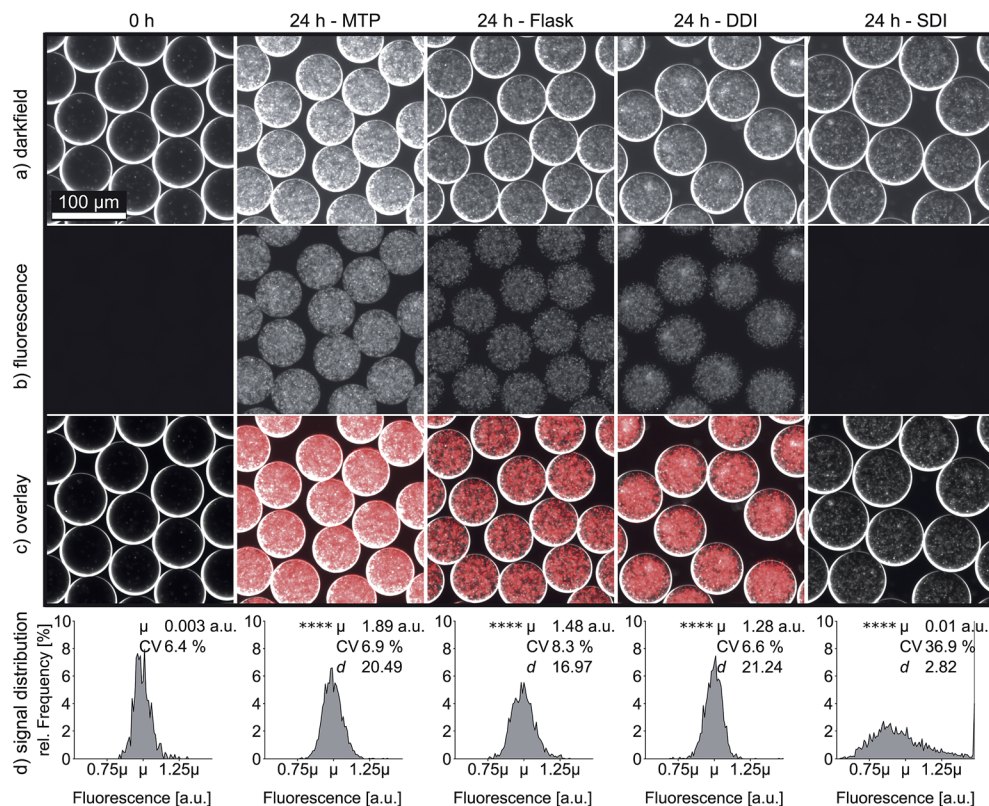 0 h 24 h - MTP 24 h - Flask 24 h - DDI 24 h - SDI
a) darkfield
100 µm
b) fluorescence
c) overlay
d) signal distribution
rel. Frequency [%]
10 10 10 10 10
8 8 8 8 8
6 6 6 6 6
4 4 4 4 4
2 2 2 2 2
0 0 0 0 0
µ 0.003 a.u. **** µ 1.89 a.u. **** µ 1.48 a.u. **** µ 1.28 a.u. **** µ 0.01 a.u.
CV 6.4 % CV 6.9 % CV 8.3 % CV 6.6 % CV 36.9 %
d 20.49 d 16.97 d 21.24 d 2.82
0.75µ µ 1.25µ 0.75µ µ 1.25µ 0.75µ µ 1.25µ 0.75µ µ 1.25µ 0.75µ µ 1.25µ
Fluorescence [a.u.] Fluorescence [a.u.] Fluorescence [a.u.] Fluorescence [a.u.] Fluorescence [a.u.]